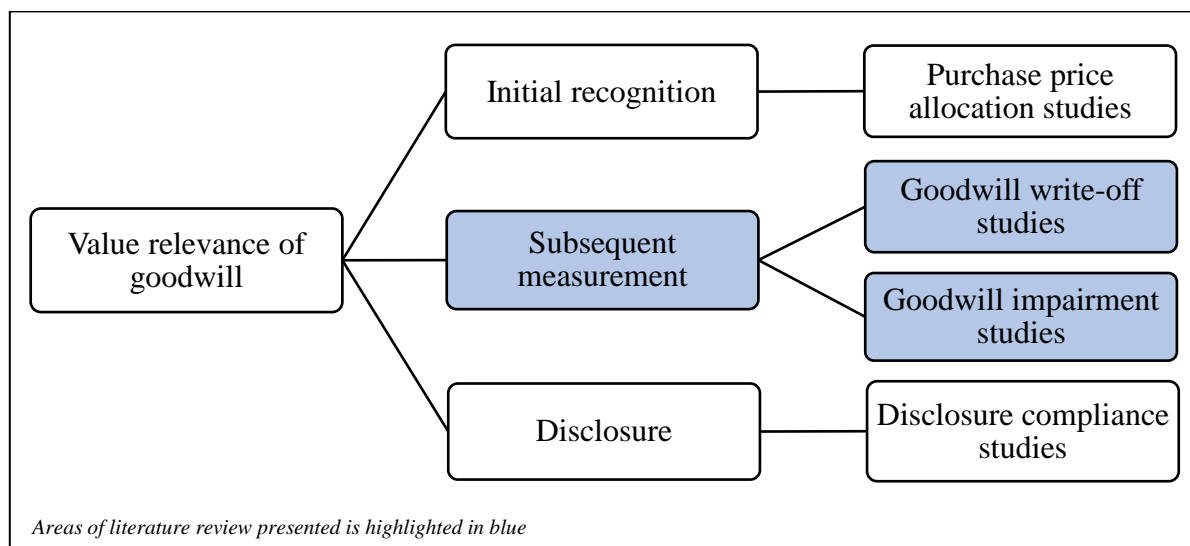 Value relevance of
goodwill
Initial recognition
Purchase price
allocation studies
Subsequent
measurement
Goodwill write-off
studies
Goodwill impairment
studies
Disclosure
Disclosure compliance
studies
Areas of literature review presented is highlighted in blue